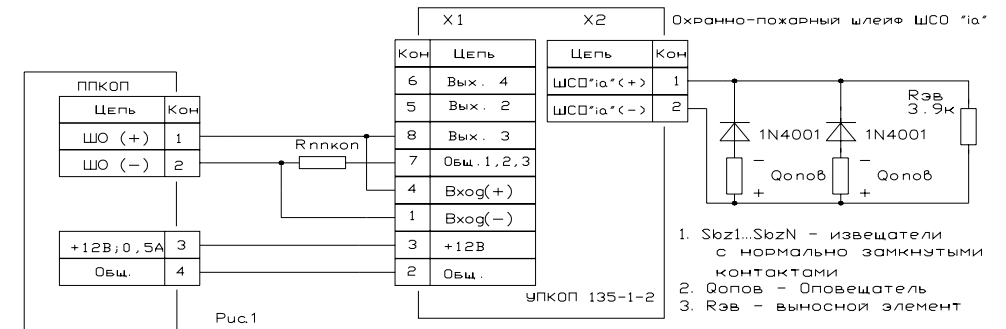 X1 X2 Охранно-пожарный шлейф ШСО "ia"
Кон Цепь Цепь Кон
6 Вых. 4 ШСО"ia"(+) 1
5 Вых. 2 ШСО"ia"(-) 2
8 Вых. 3
7 Общ.1,2,3
4 Вход(+)
1 Вход(-)
3 +12В
2 Общ.
УПКОП 135-1-2
ППКОП
Цепь Кон
ШО (+) 1
ШО (-) 2
+12В;0,5А 3
Общ. 4
Rппкоп
Rэв
3.9к
1N4001 1N4001
- -
Qопов Qопов
+ +
1. Sbz1...SbzN - извещатели
с нормально замкнутыми
контактами
2. Qопов - Оповещатель
3. Rэв - выносной элемент
Рис.1